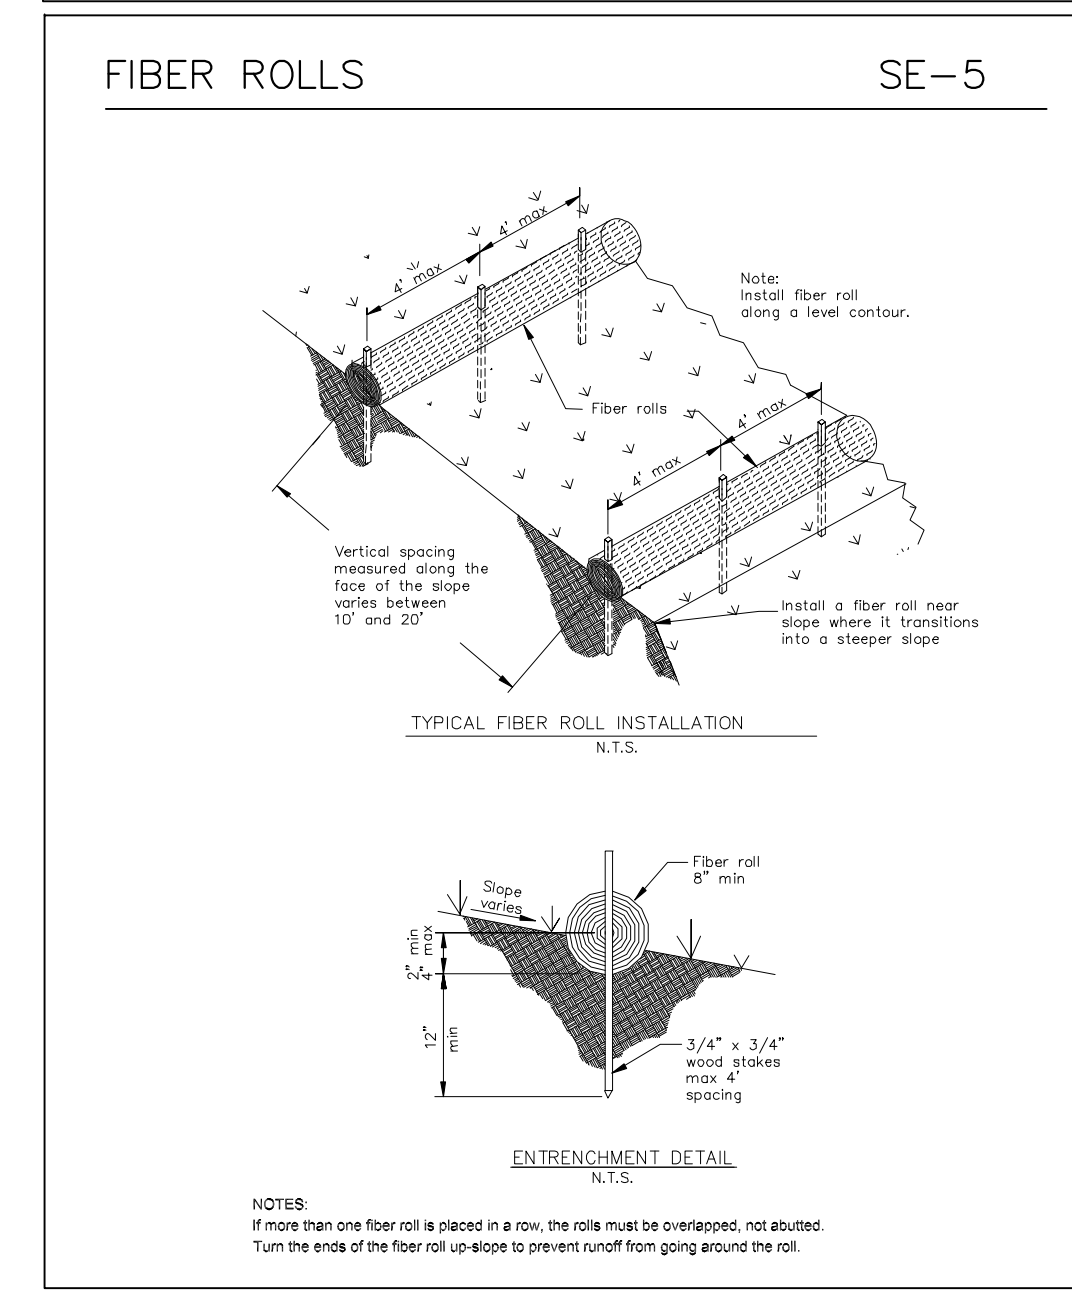 FIBER ROLLS
SE-5
4' max
4' max
Note:
Install fiber roll
along a level contour.
Fiber rolls
4' max
4' max
Vertical spacing
measured along the
face of the slope
varies between
10' and 20'
Install a fiber roll near
slope where it transitions
into a steeper slope
TYPICAL FIBER ROLL INSTALLATION
N.T.S.
Fiber roll
8" min
Slope
varies
2" min
4" max
12"
min
3/4" x 3/4"
wood stakes
max 4'
spacing
ENTRENCHMENT DETAIL
N.T.S.
NOTES:
If more than one fiber roll is placed in a row, the rolls must be overlapped, not abutted.
Turn the ends of the fiber roll up-slope to prevent runoff from going around the roll.